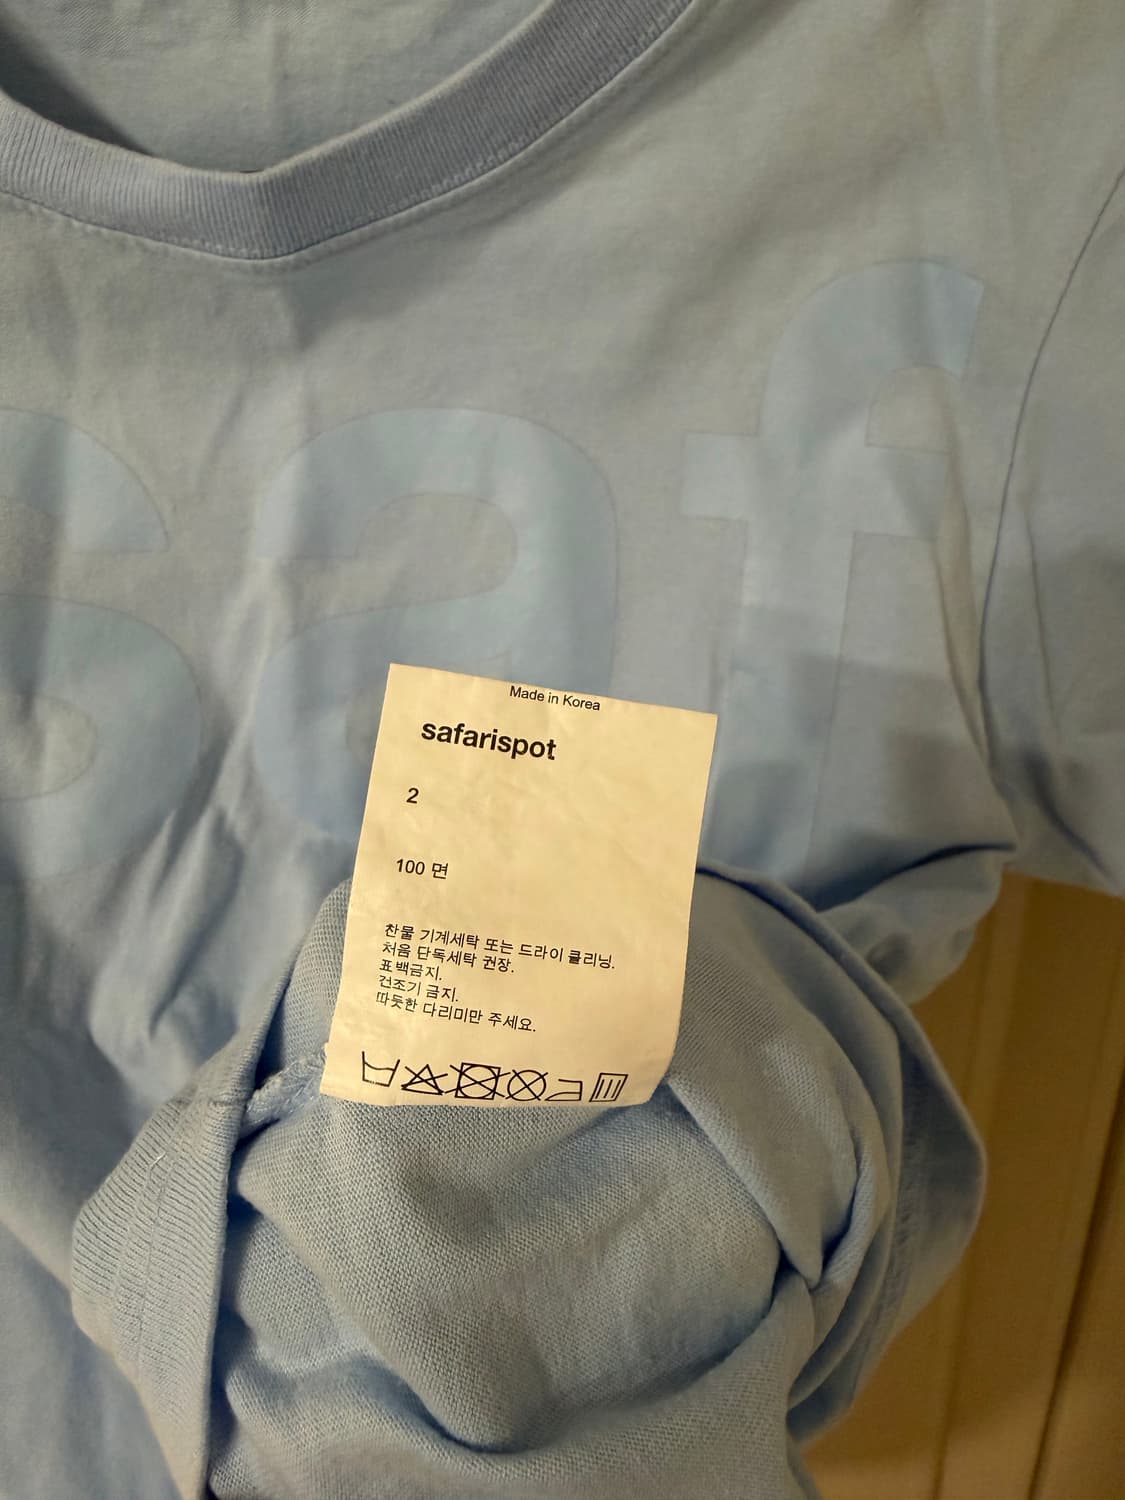 saf
Made in Korea
safarispot
2
100 면
찬물 기계세탁 또는 드라이 클리닝.
처음 단독세탁 권장.
표백금지.
건조기 금지.
따듯한 다리미만 주세요.